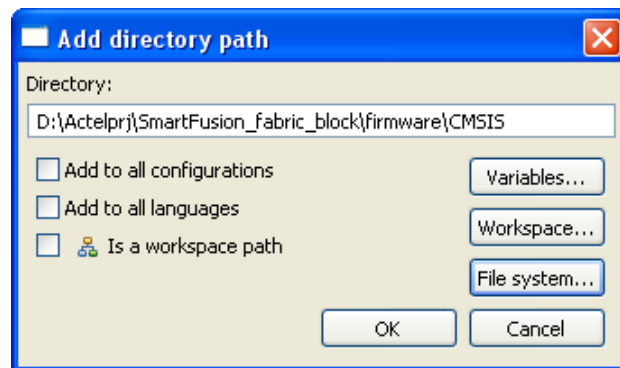 Add directory path
Directory:
D:\Actelprj\SmartFusion_fabric_block\firmware\CMSIS
Add to all configurations
Variables...
Add to all languages
Workspace...
Is a workspace path
File system...
OK
Cancel